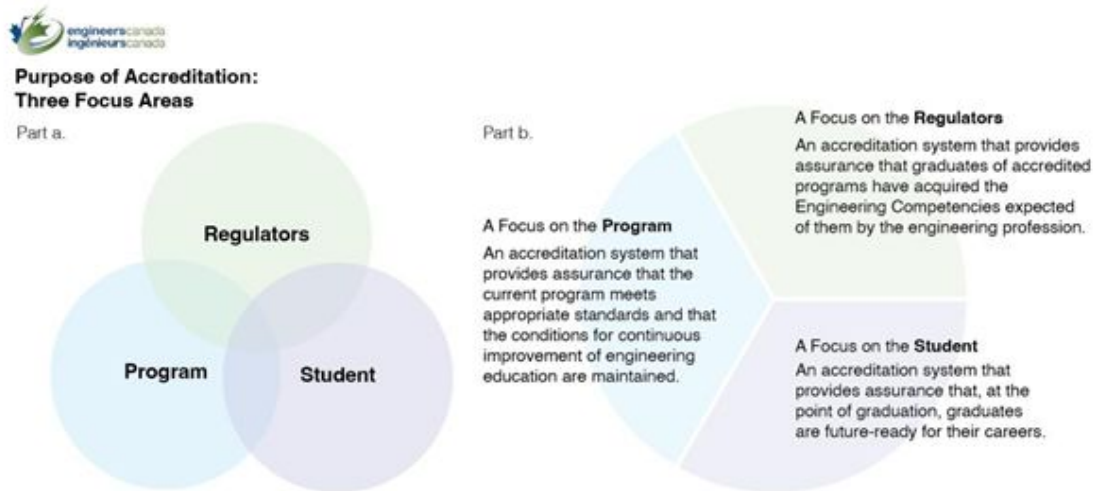 engineerscanada
ingénieurscanada
Purpose of Accreditation:
Three Focus Areas
Part a.
Regulators
Program
Student
Part b.
A Focus on the Program
An accreditation system that
provides assurance that the
current program meets
appropriate standards and that
the conditions for continuous
improvement of engineering
education are maintained.
A Focus on the Regulators
An accreditation system that provides
assurance that graduates of accredited
programs have acquired the
Engineering Competencies expected
of them by the engineering profession.
A Focus on the Student
An accreditation system that
provides assurance that, at the
point of graduation, graduates
are future-ready for their careers.